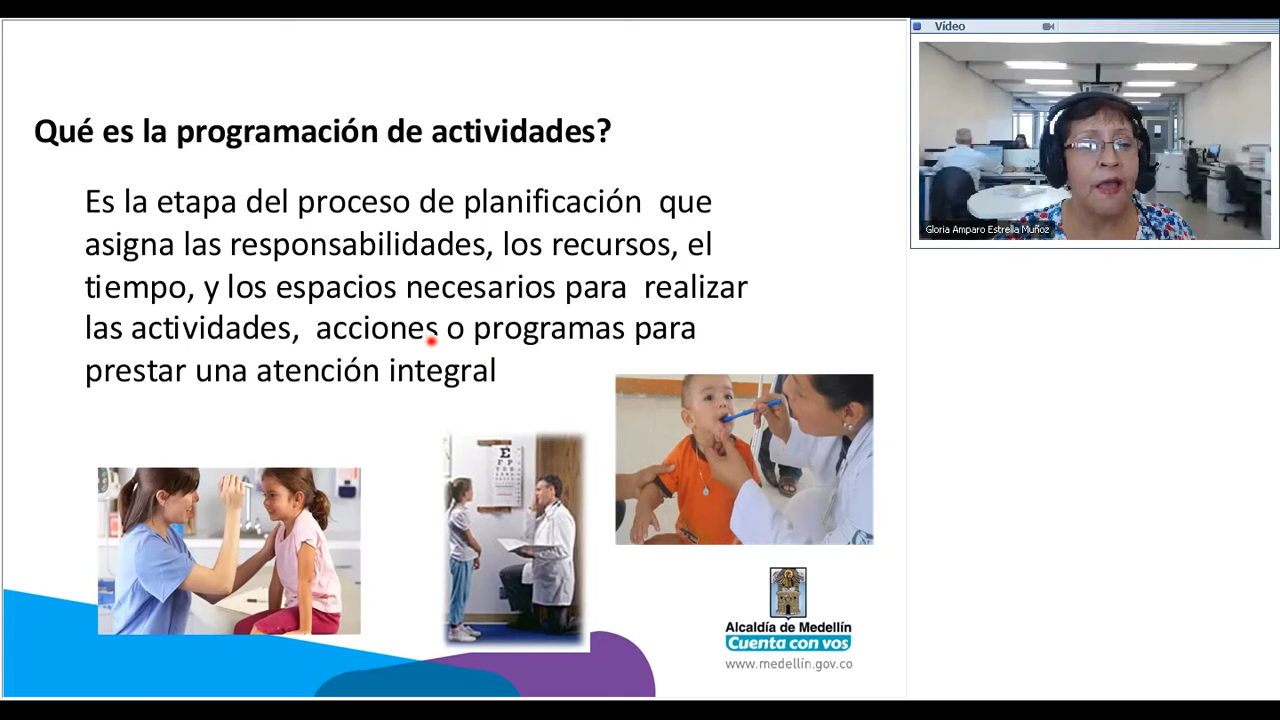 Qué es la programación de actividades?
Es la etapa del proceso de planificación que
asigna las responsabilidades, los recursos, el
tiempo, y los espacios necesarios para realizar
las actividades, acciones o programas para
prestar una atención integral
Alcaldía de Medellín
Cuenta con vos
www.medellín.gov.co
Vídeo
Gloria Amparo Estrella Muñoz